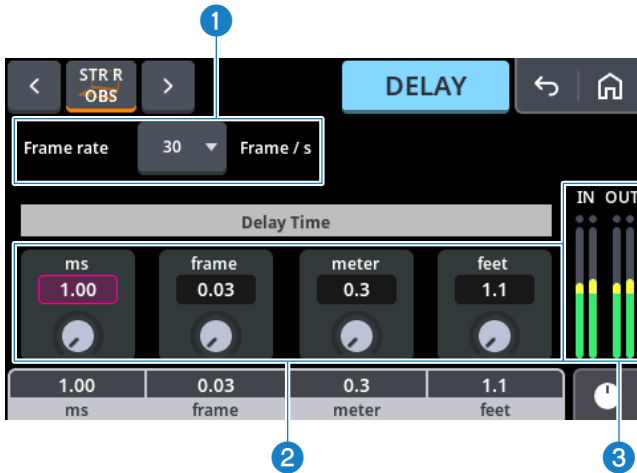 1
STR R
OBS
DELAY
Frame rate
30
Frame / s
IN OUT
Delay Time
ms frame meter feet
1.00 0.03 0.3 1.1
1.00 0.03 0.3 1.1
ms frame meter feet
2 3